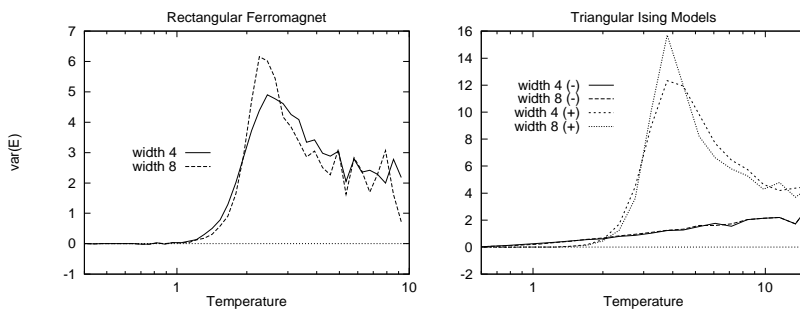 Rectangular Ferromagnet
7
6
5
4
3
2
1
0
-1
var(E)
width 4
width 8
1
10
Temperature
Triangular Ising Models
16
14
12
10
8
6
4
2
0
-2
width 4 (-)
width 8 (-)
width 4 (+)
width 8 (+)
1
10
Temperature